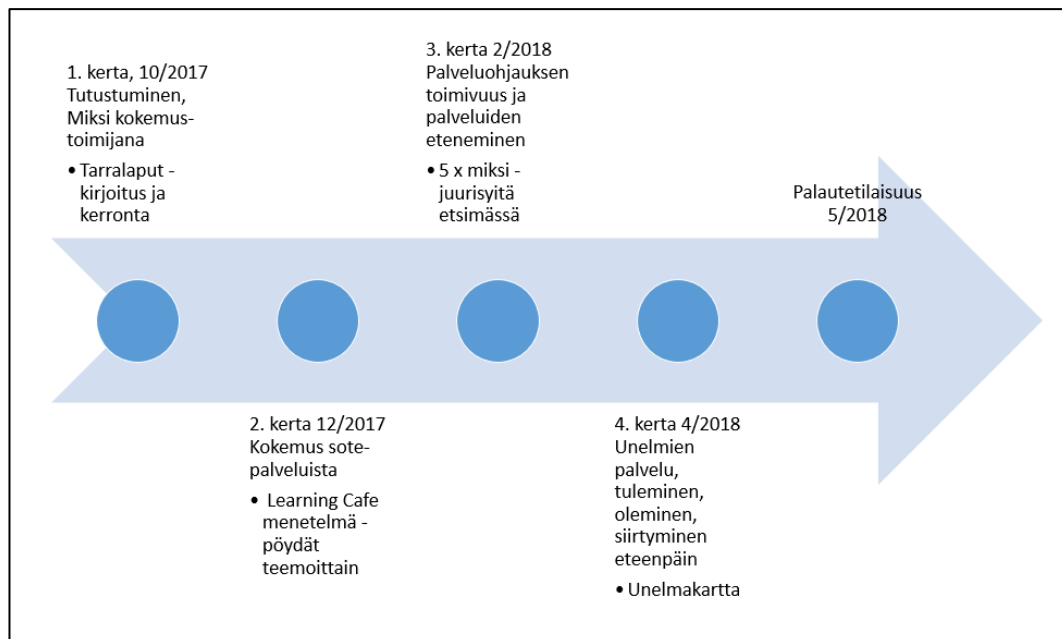 1. kerta, 10/2017
Tutustuminen,
Miksi kokemus-
toimijana
• Tarralaput -
kirjoitus ja
kerronta
2. kerta 12/2017
Kokemus sote-
palveluista
• Learning Cafe
menetelmä -
pöydät
teemoittain
3. kerta 2/2018
Palveluohjauksen
toimivuus ja
palveluiden
eteneminen
• 5 x miksi -
juurisyitä
etsimässä
4. kerta 4/2018
Unelmien
palvelu,
tuleminen,
oleminen,
siirtyminen
eteenpäin
• Unelmakartta
Palautetilaisuus
5/2018